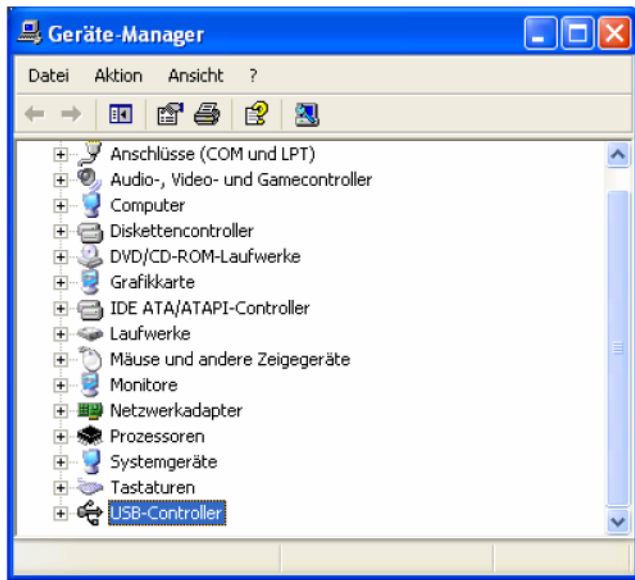 Geräte-Manager
Datei Aktion Ansicht ?
Anschlüsse (COM und LPT)
Audio-, Video- und Gamecontroller
Computer
Diskettencontroller
DVD/CD-ROM-Laufwerke
Grafikkarte
IDE ATA/ATAPI-Controller
Laufwerke
Mäuse und andere Zeigegeräte
Monitore
Netzwerkadapter
Prozessoren
Systemgeräte
Tastaturen
USB-Controller